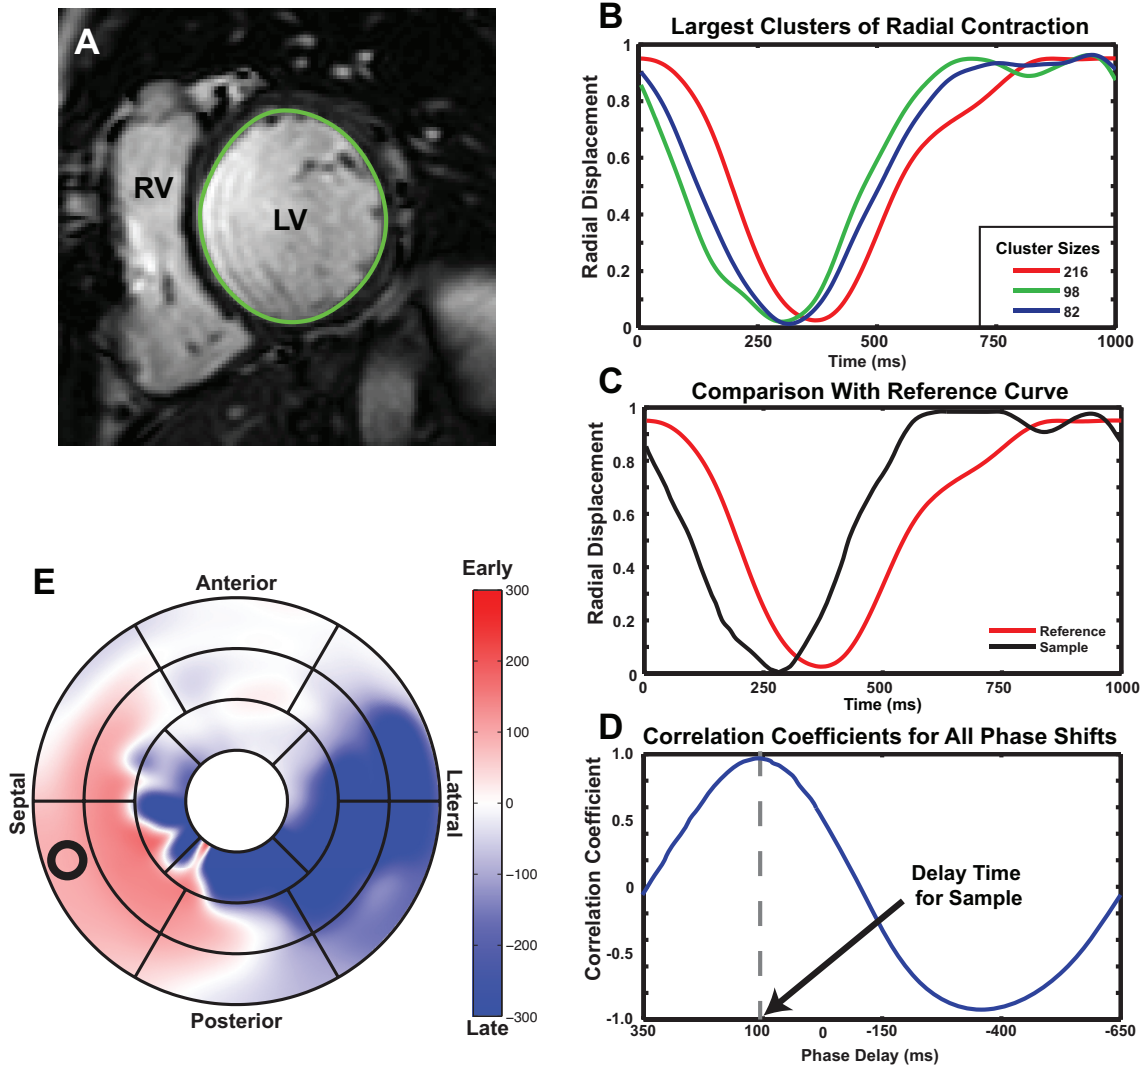 A
RV
LV
B
Largest Clusters of Radial Contraction
Radial Displacement
1
0.8
0.6
0.4
0.2
0
Cluster Sizes
216
98
82
0
250
500
750
1000
Time (ms)
C
Comparison With Reference Curve
Radial Displacement
1
0.8
0.6
0.4
0.2
0
Reference
Sample
0
250
500
750
1000
Time (ms)
D
Correlation Coefficients for All Phase Shifts
Correlation Coefficient
1.0
0.5
0
-0.5
-1.0
Delay Time
for Sample
350
100
0
-150
-400
-650
Phase Delay (ms)
E
Anterior
Septal
Lateral
Posterior
Early
300
200
100
0
−100
−200
−300
Late